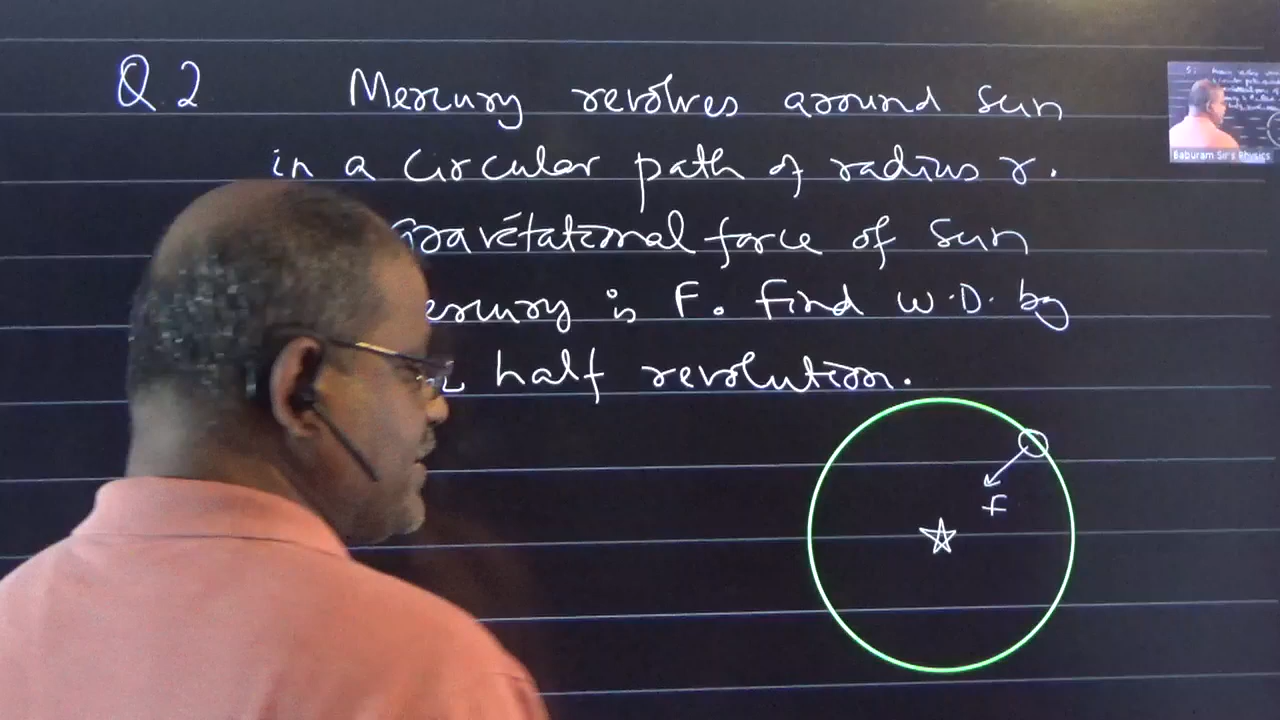 Q.2 Mercury revolves around sun
in a circular path of radius r.
Gravitational force of sun
is F. find W.D. by
half revolution.
F
Baburam Sir's Physics